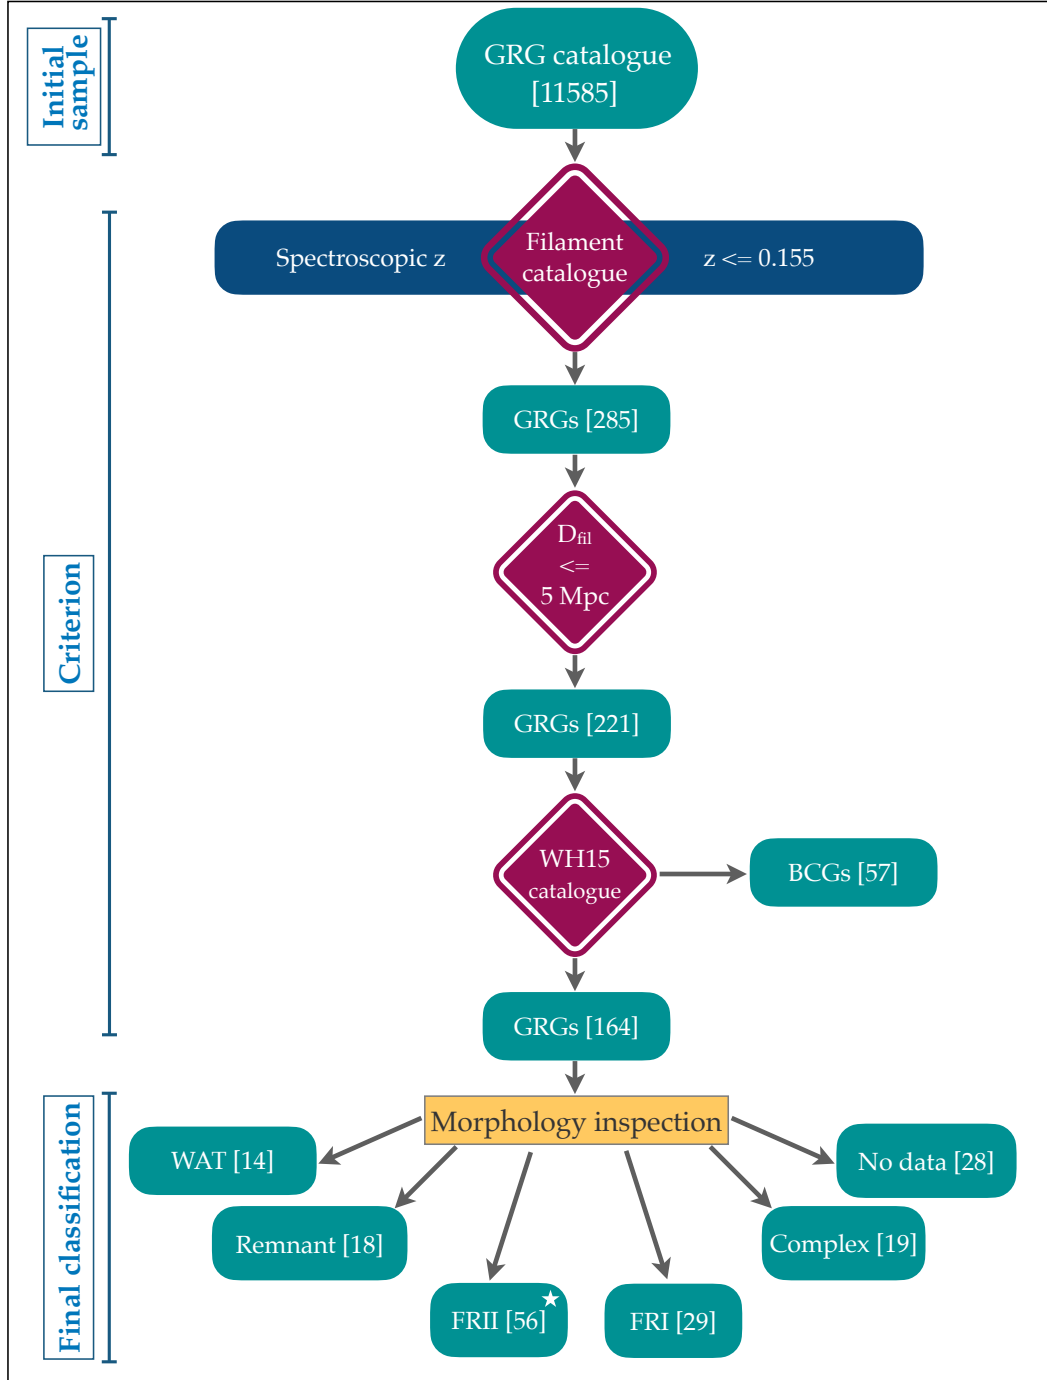 Initial
sample
GRG catalogue
[11585]
Criterion
Spectroscopic z
Filament
catalogue
z <= 0.155
GRGs [285]
D_fil
<=
5 Mpc
GRGs [221]
WH15
catalogue
BCGs [57]
GRGs [164]
Final classification
Morphology inspection
WAT [14]
No data [28]
Remnant [18]
Complex [19]
FRII [56]
FRI [29]